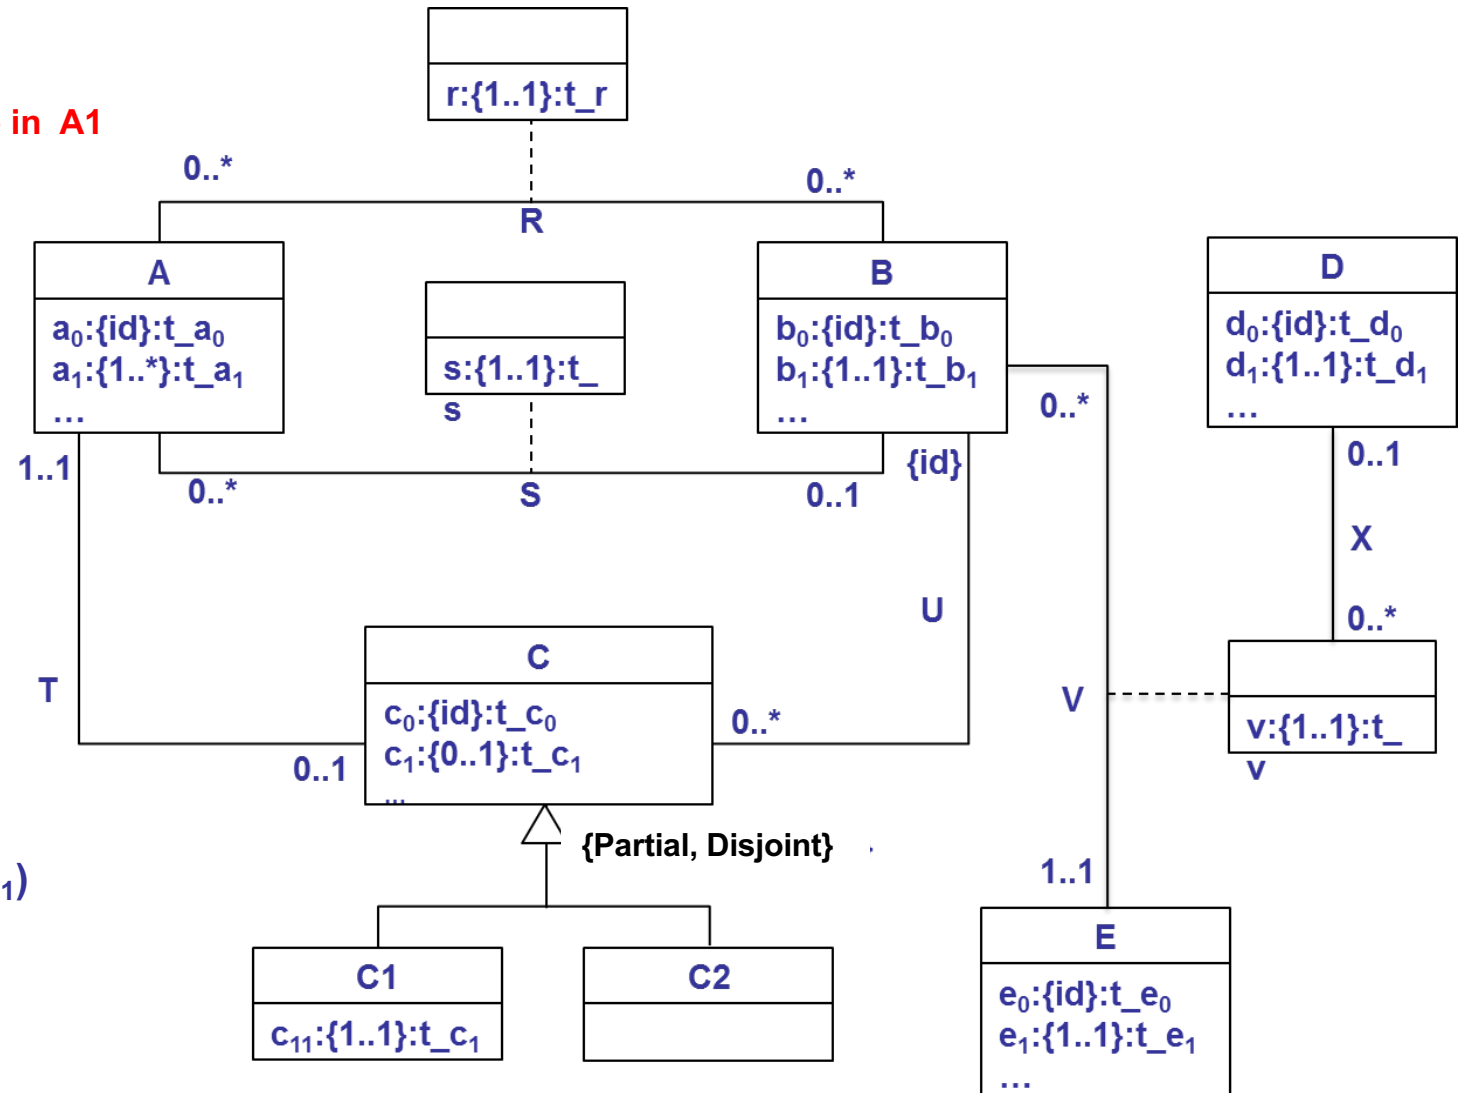 r:{1..1}:t_r
in A1
0..*
0..*
R
A
a₀:{id}:t_a₀
a₁:{1..*}:t_a₁
...
s:{1..1}:t_
s
B
b₀:{id}:t_b₀
b₁:{1..1}:t_b₁
...
D
d₀:{id}:t_d₀
d₁:{1..1}:t_d₁
...
0..*
1..1
0..*
S
0..1
{id}
0..1
X
U
0..*
T
C
c₀:{id}:t_c₀
c₁:{0..1}:t_c₁
...
0..1
0..*
V
v:{1..1}:t_
v
{Partial, Disjoint}
₁)
1..1
C1
c₁₁:{1..1}:t_c₁
C2
E
e₀:{id}:t_e₀
e₁:{1..1}:t_e₁
...